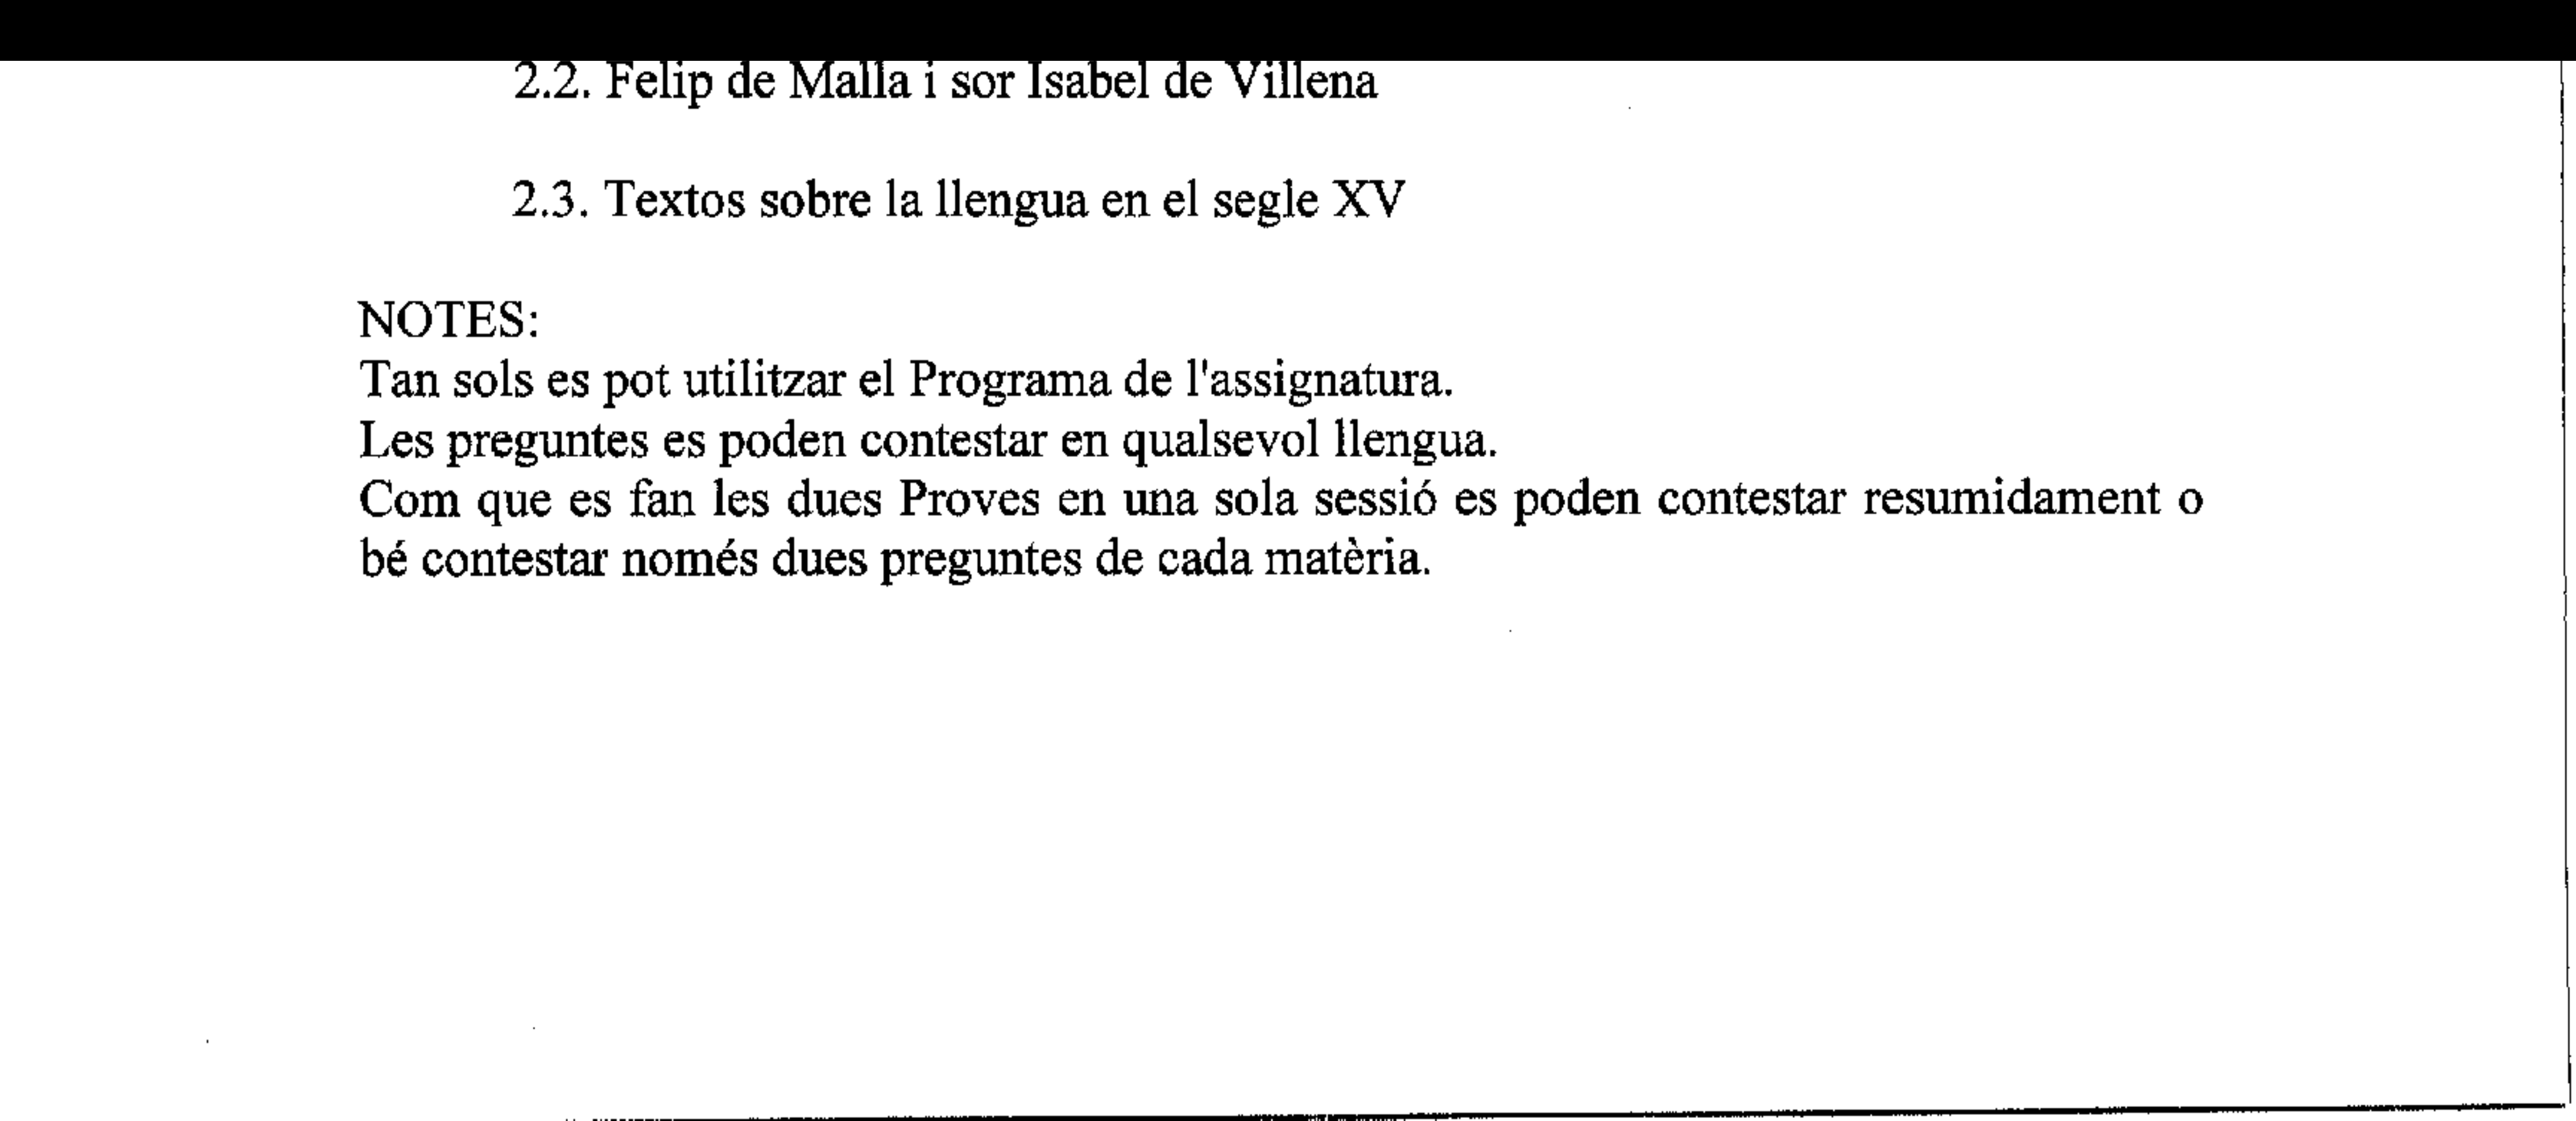 2.2. Felip de Malla i sor Isabel de Villena
2.3. Textos sobre la llengua en el segle XV
NOTES:
Tan sols es pot utilitzar el Programa de l'assignatura.
Les preguntes es poden contestar en qualsevol llengua.
Com que es fan les dues Proves en una sola sessió es poden contestar resumidament o
bé contestar només dues preguntes de cada matèria.